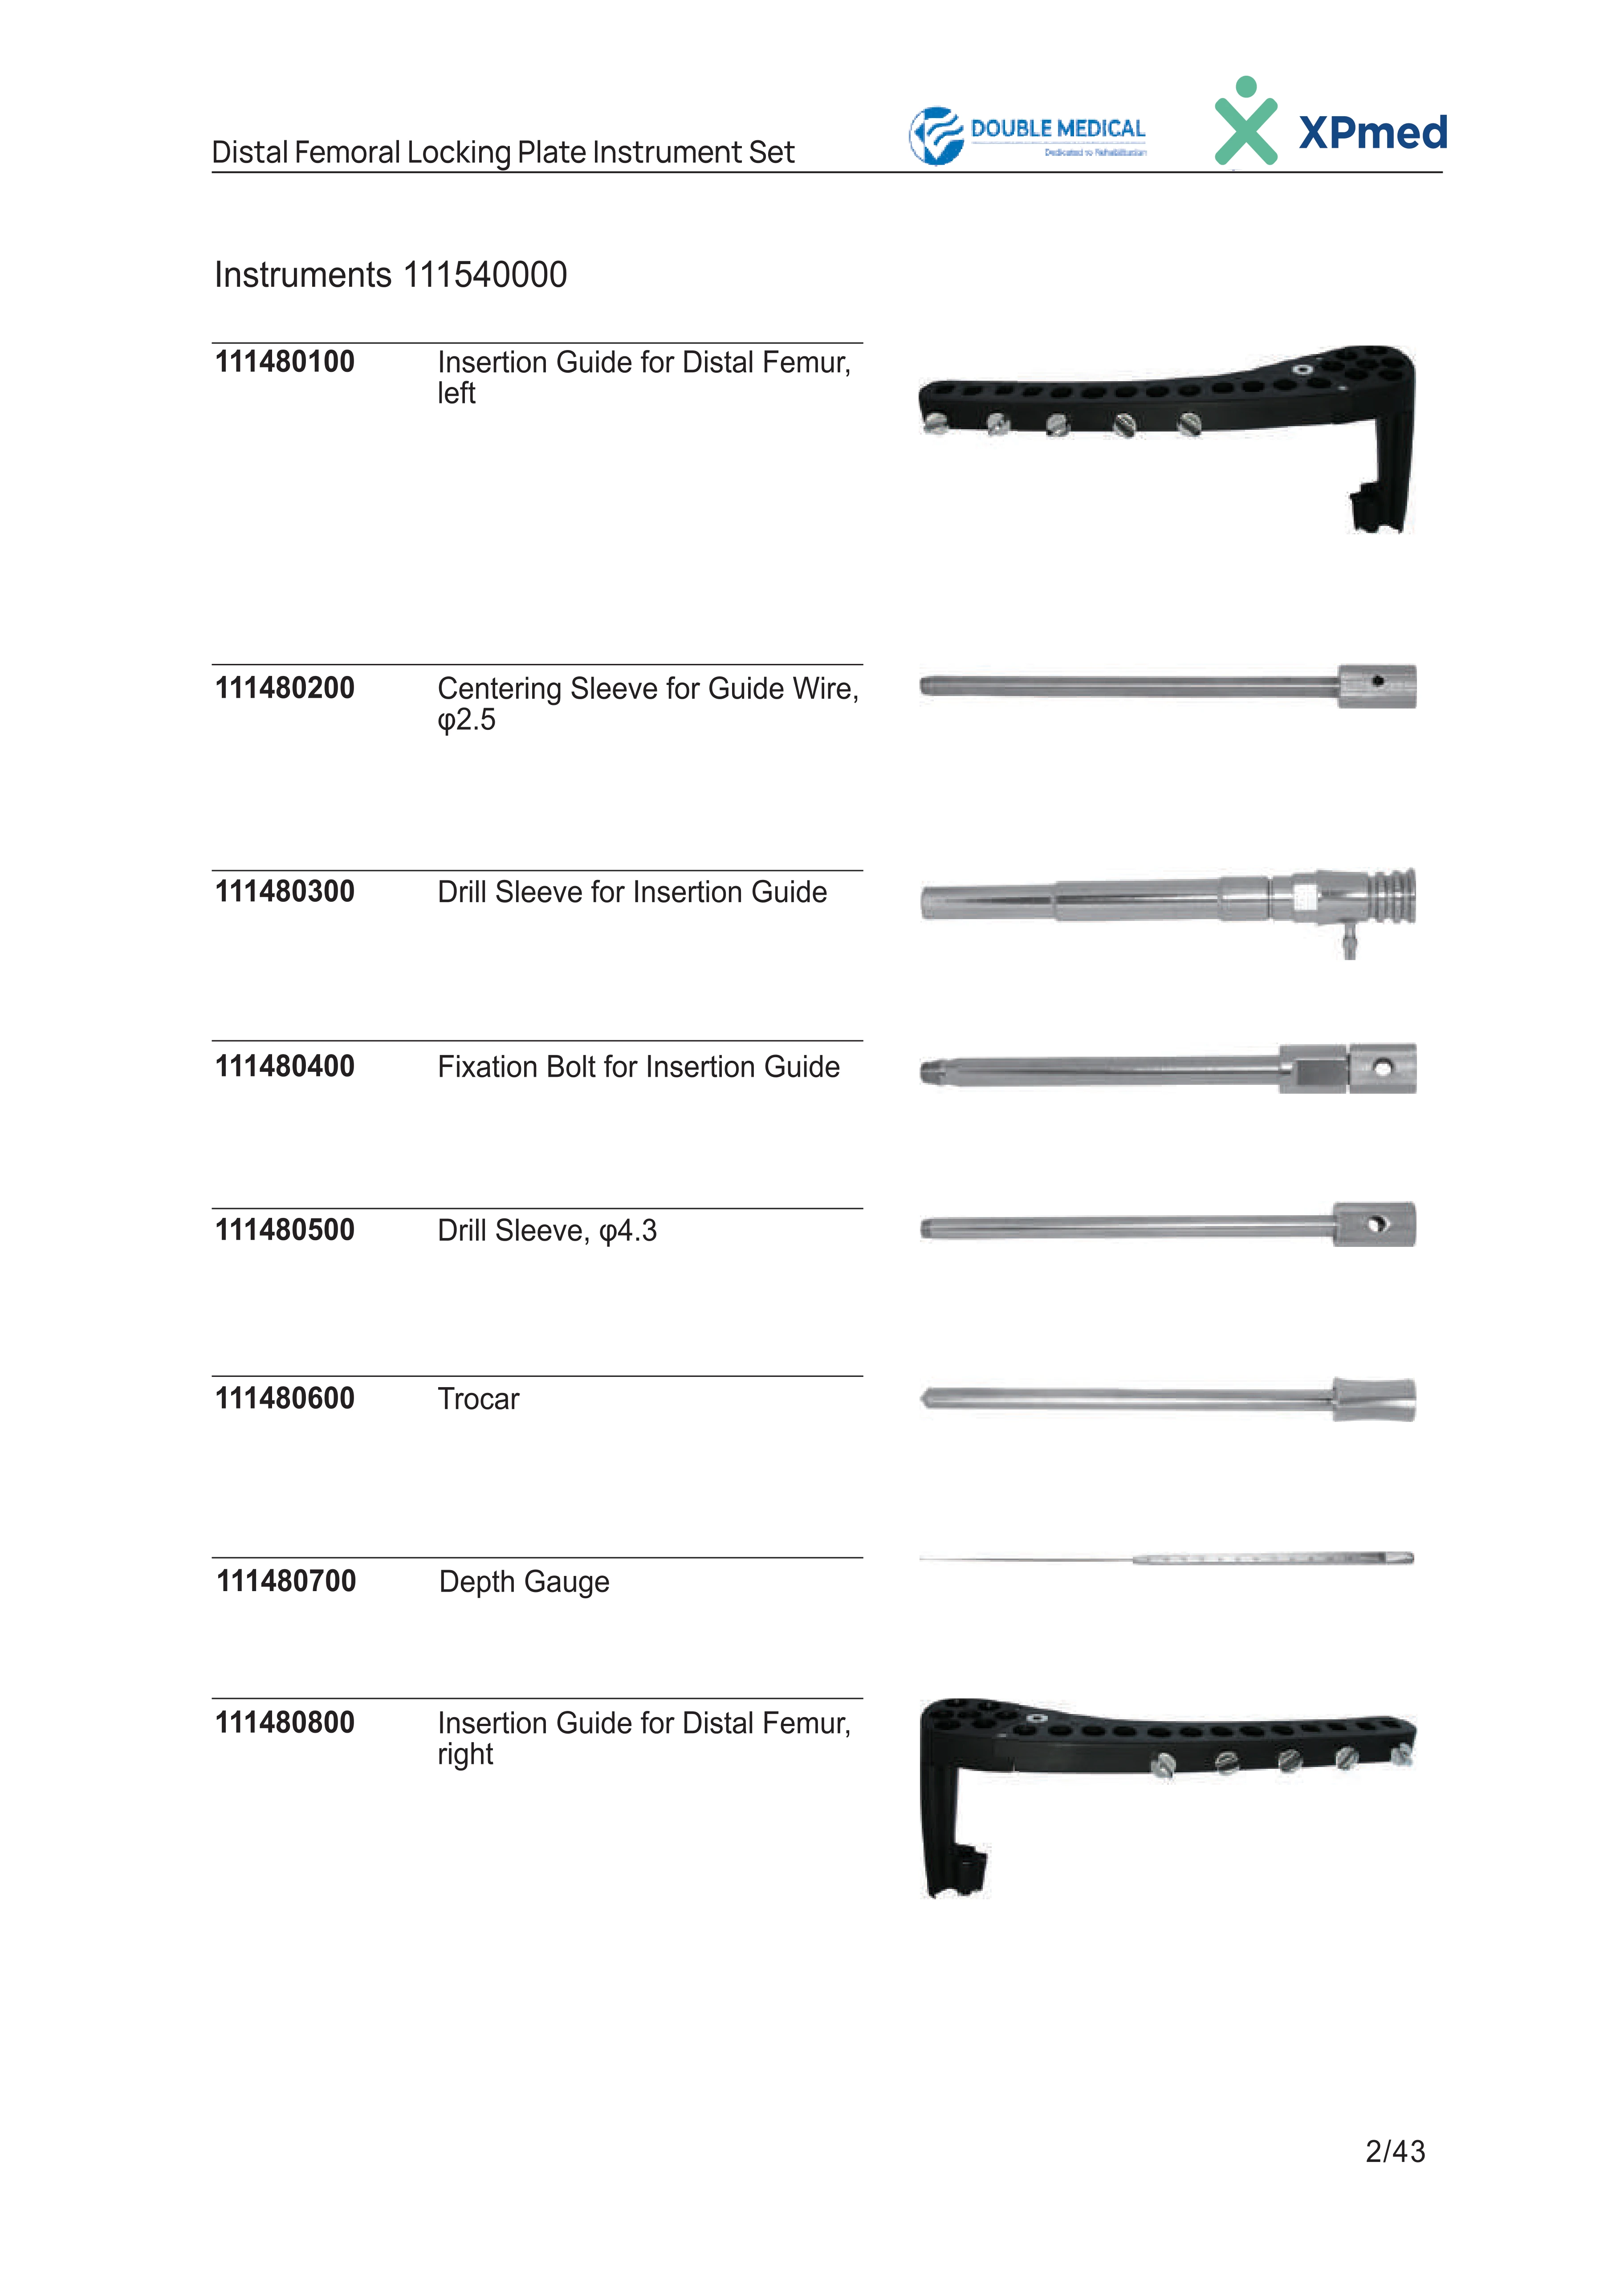 Distal Femoral Locking Plate Instrument Set
DOUBLE MEDICAL
Dedicated to Rehabilitation
XPmed
Instruments 111540000
111480100 Insertion Guide for Distal Femur,
left
111480200 Centering Sleeve for Guide Wire,
φ2.5
111480300 Drill Sleeve for Insertion Guide
111480400 Fixation Bolt for Insertion Guide
111480500 Drill Sleeve, φ4.3
111480600 Trocar
111480700 Depth Gauge
111480800 Insertion Guide for Distal Femur,
right
2/43